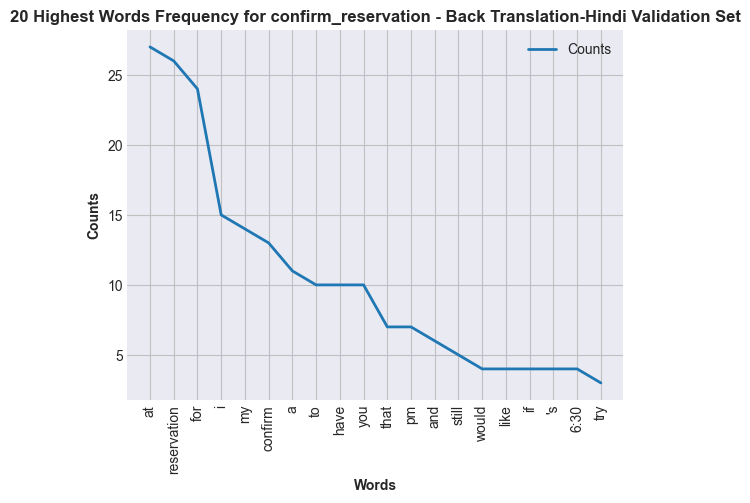 20 Highest Words Frequency for confirm_reservation - Back Translation-Hindi Validation Set
Counts
25
20
15
10
5
Counts
at
reservation
for
i
my
confirm
a
to
have
you
that
pm
and
still
would
like
if
's
6:30
try
Words